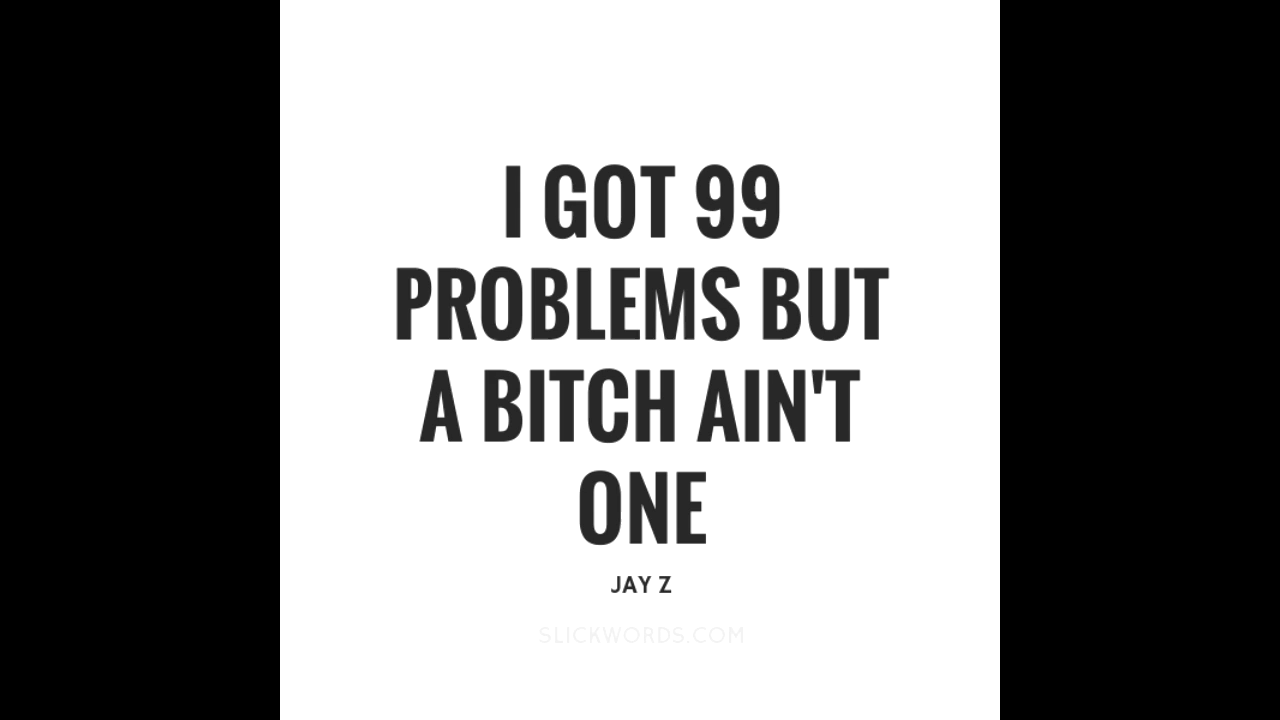 I GOT 99
PROBLEMS BUT
A BITCH AIN'T
ONE
JAY Z
SLICKWORDS.COM